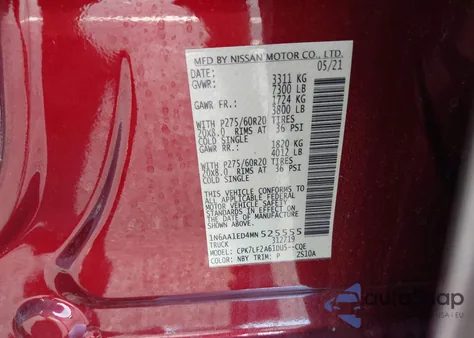 MFD BY NISSAN MOTOR CO., LTD.
DATE: 05/21
GVWR: 3311 KG
7300 LB
GAWR FR.: 1724 KG
3800 LB
WITH P275/60R20 TIRES
20X8.0 RIMS AT 36 PSI
COLD SINGLE
GAWR RR.: 1820 KG
4012 LB
WITH P275/60R20 TIRES
20X8.0 RIMS AT 36 PSI
COLD SINGLE
THIS VEHICLE CONFORMS TO
ALL APPLICABLE FEDERAL
MOTOR VEHICLE SAFETY
STANDARDS IN EFFECT ON
THE DATE OF MANUFACTURE
SHOWN ABOVE.
1N6AA1ED4MN525555
TRUCK 312719
MODEL: CPK7LF2A61DUS--CQE
COLOR: NBY TRIM: P 2S10A